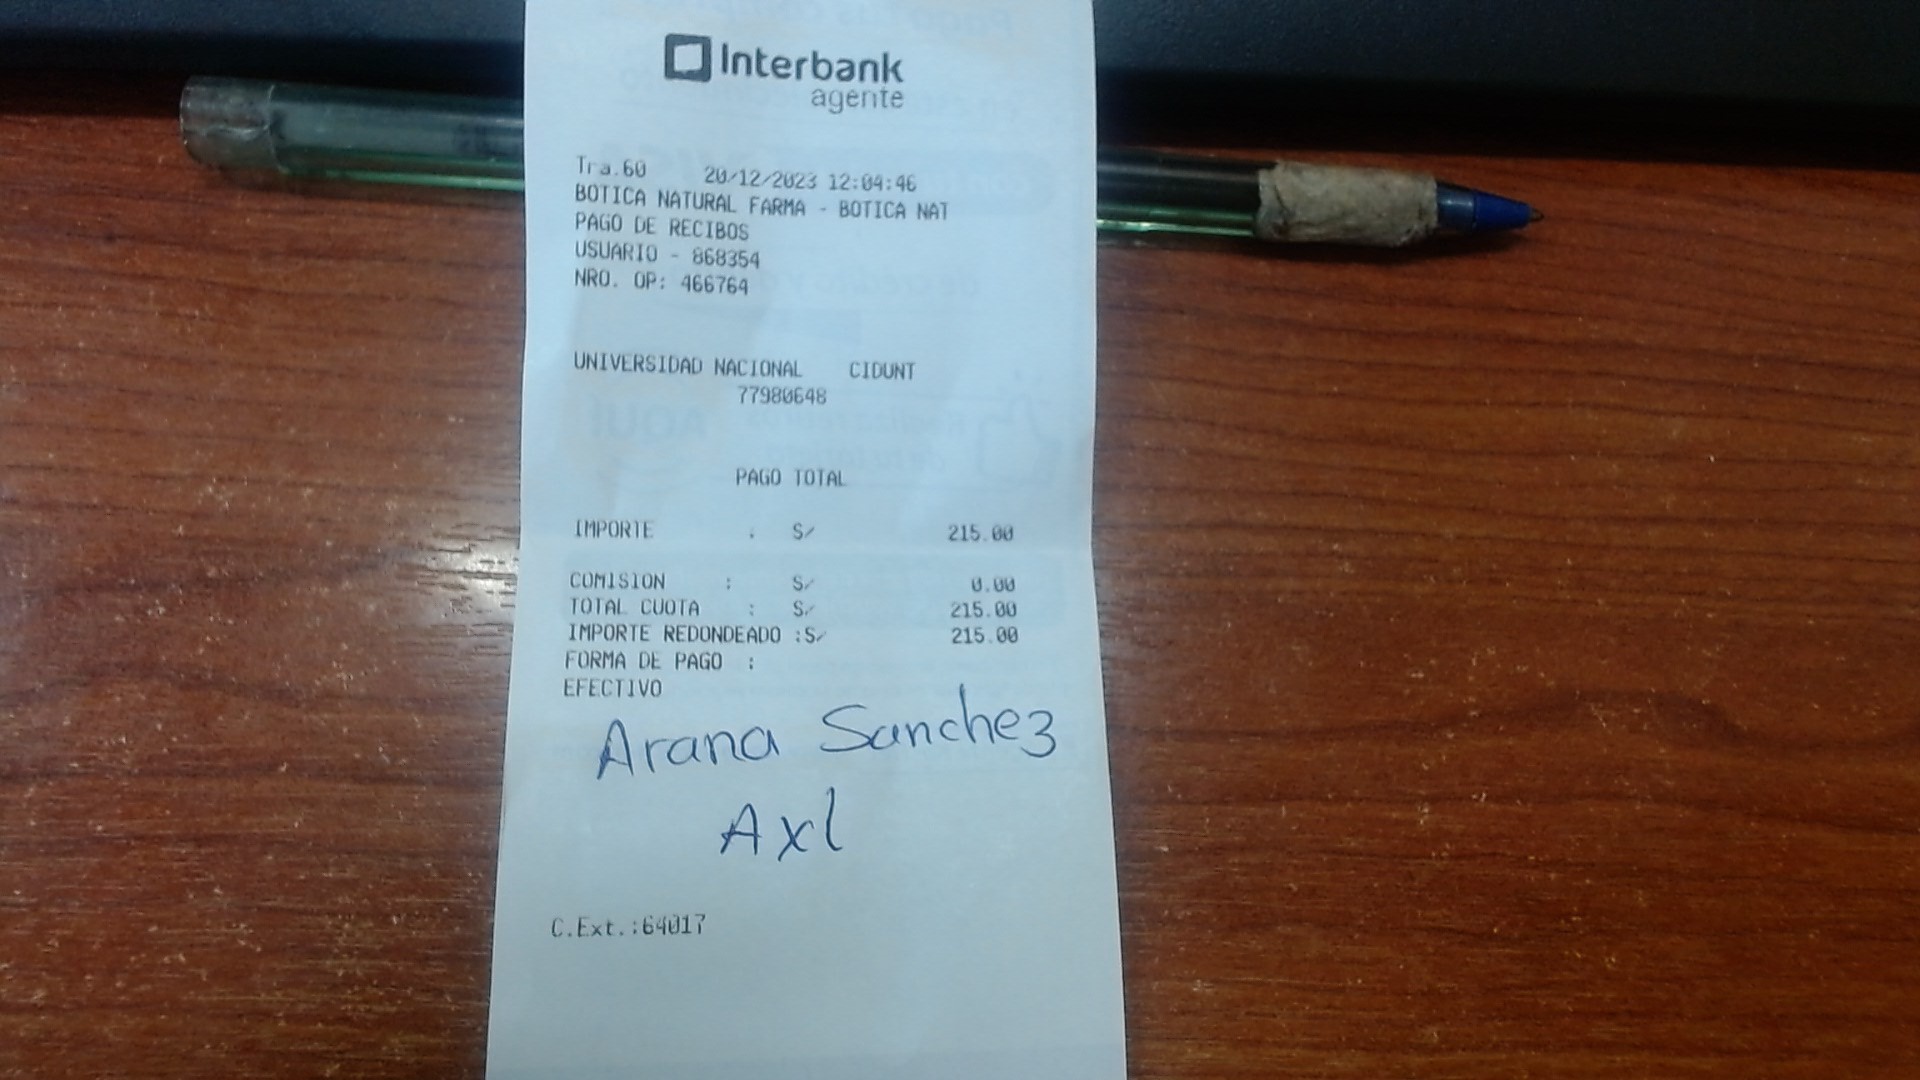 Interbank
agente
Tra.60 20/12/2023 12:04:46
BOTICA NATURAL FARMA - BOTICA NAT
PAGO DE RECIBOS
USUARIO - 868354
NRO. OP: 466764
UNIVERSIDAD NACIONAL CIDUNT
77980648
PAGO TOTAL
IMPORTE : S/ 215.00
COMISION : S/ 0.00
TOTAL CUOTA : S/ 215.00
IMPORTE REDONDEADO :S/ 215.00
FORMA DE PAGO :
EFECTIVO
Arana Sanchez
Axl
C.Ext.:64017